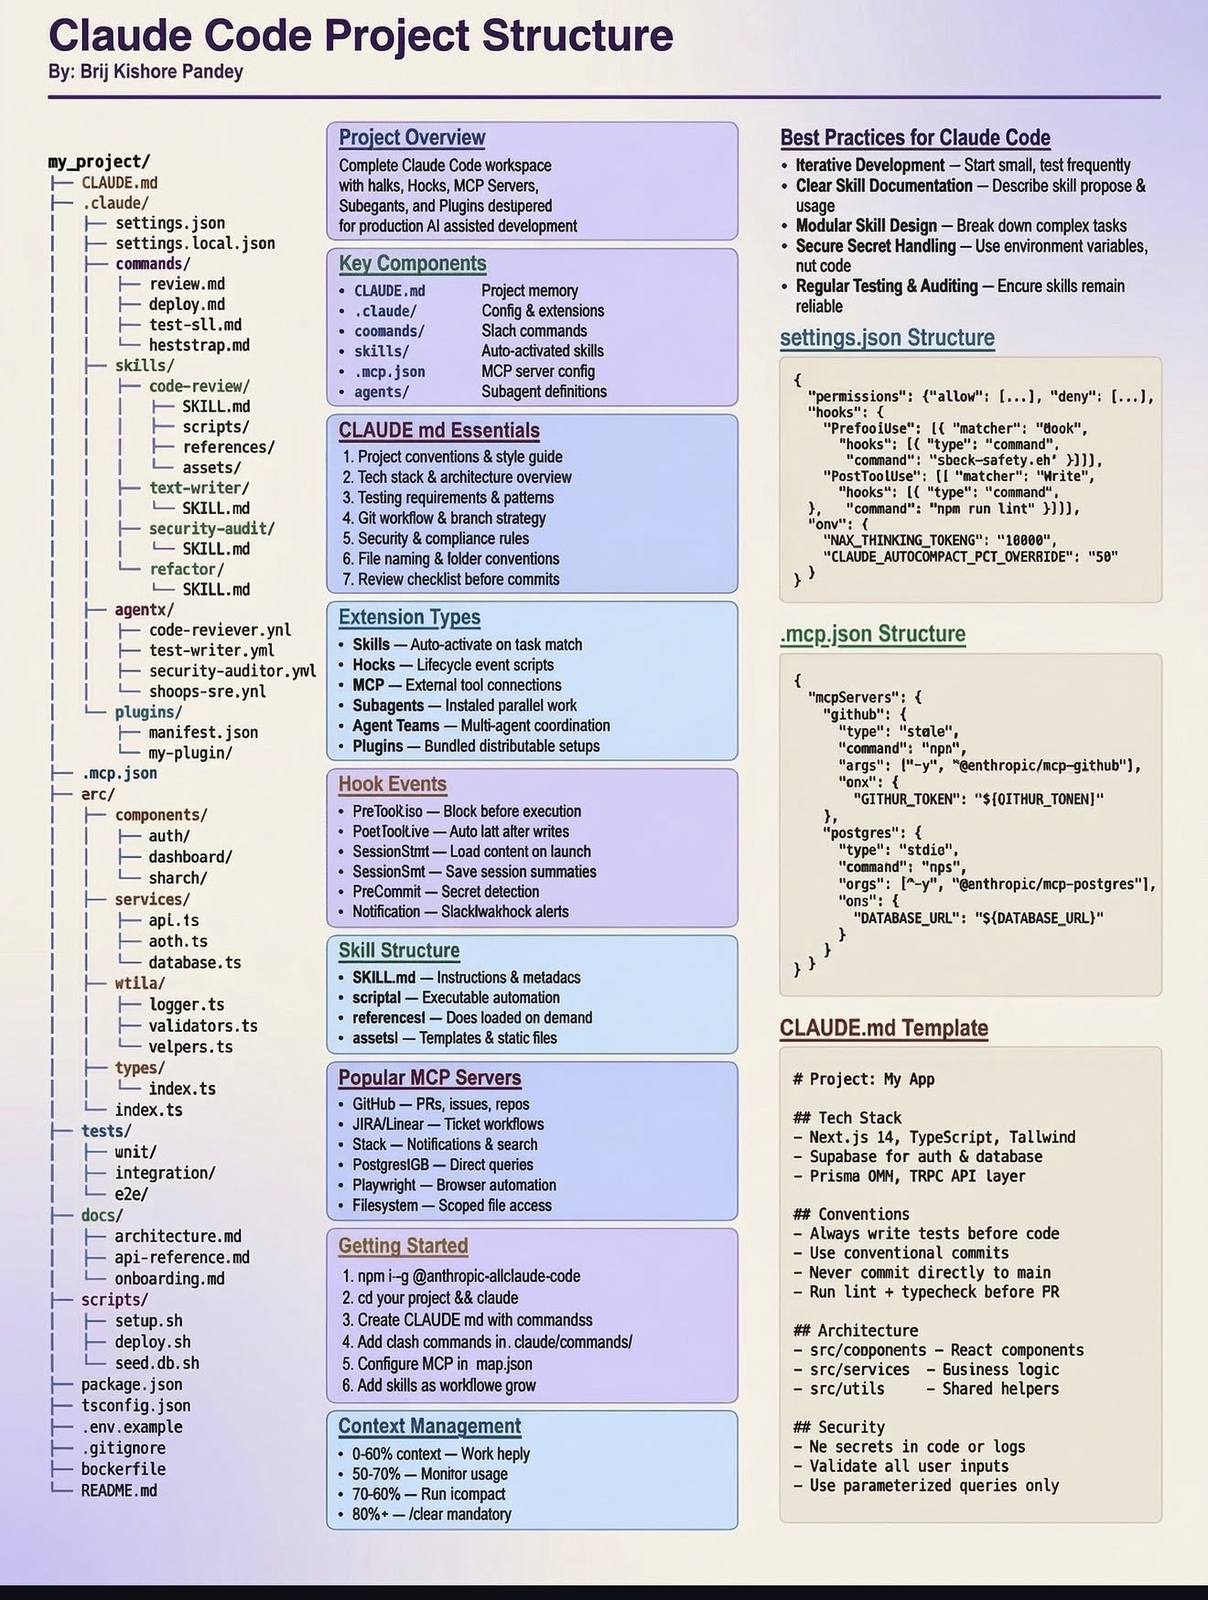 Claude Code Project Structure
By: Brij Kishore Pandey
my_project/
├── CLAUDE.md
├── .claude/
│   ├── settings.json
│   ├── settings.local.json
│   ├── commands/
│   │   ├── review.md
│   │   ├── deploy.md
│   │   ├── test-sll.md
│   │   └── heststrap.md
│   ├── skills/
│   │   ├── code-review/
│   │   │   ├── SKILL.md
│   │   │   ├── scripts/
│   │   │   ├── references/
│   │   │   └── assets/
│   │   ├── text-writer/
│   │   │   └── SKILL.md
│   │   ├── security-audit/
│   │   │   └── SKILL.md
│   │   └── refactor/
│   │       └── SKILL.md
│   ├── agentx/
│   │   ├── code-reviever.ynl
│   │   ├── test-writer.yml
│   │   ├── security-auditor.yml
│   │   └── shoops-sre.ynl
│   └── plugins/
│       ├── manifest.json
│       └── my-plugin/
├── .mcp.json
├── arc/
│   ├── components/
│   │   ├── auth/
│   │   ├── dashboard/
│   │   └── sharch/
│   ├── services/
│   │   ├── api.ts
│   │   ├── aoth.ts
│   │   └── database.ts
│   ├── wtila/
│   │   ├── logger.ts
│   │   ├── validators.ts
│   │   └── velpers.ts
│   ├── types/
│   │   └── index.ts
│   └── index.ts
├── tests/
│   ├── unit/
│   ├── integration/
│   └── e2e/
├── docs/
│   ├── architecture.md
│   ├── api-reference.md
│   └── onboarding.md
├── scripts/
│   ├── setup.sh
│   ├── deploy.sh
│   └── seed.db.sh
├── package.json
├── tsconfig.json
├── .env.example
├── .gitignore
├── bockerfile
└── README.md
Project Overview
Complete Claude Code workspace
with halks, Hocks, MCP Servers,
Subegants, and Plugins destipered
for production AI assisted development
Key Components
• CLAUDE.md Project memory
• .claude/ Config & extensions
• coomands/ Slach commands
• skills/ Auto-activated skills
• .mcp.json MCP server config
• agents/ Subagent definitions
CLAUDE md Essentials
1. Project conventions & style guide
2. Tech stack & architecture overview
3. Testing requirements & patterns
4. Git workflow & branch strategy
5. Security & compliance rules
6. File naming & folder conventions
7. Review checklist before commits
Extension Types
• Skills — Auto-activate on task match
• Hocks — Lifecycle event scripts
• MCP — External tool connections
• Subagents — Instaled parallel work
• Agent Teams — Multi-agent coordination
• Plugins — Bundled distributable setups
Hook Events
• PreToolUiso — Block before execution
• PoetToolLive — Auto latt alter writes
• SessionStmt — Load content on launch
• SessionSmt — Save session summaties
• PreCommit — Secret detection
• Notification — Slacklwakhock alerts
Skill Structure
• SKILL.md — Instructions & metadacs
• scriptal — Executable automation
• referencesl — Does loaded on demand
• assetsl — Templates & static files
Popular MCP Servers
• GitHub — PRs, issues, repos
• JIRA/Linear — Ticket workflows
• Stack — Notifications & search
• PostgrestGB — Direct queries
• Playwright — Browser automation
• Filesystem — Scoped file access
Getting Started
1. npm i--g @anthropic-allclaude-code
2. cd your project && claude
3. Create CLAUDE md with commandss
4. Add clash commands in. claude/commands/
5. Configure MCP in map.json
6. Add skills as workflowe grow
Context Management
• 0-60% context — Work heply
• 50-70% — Monitor usage
• 70-60% — Run icompact
• 80%+ — /clear mandatory
Best Practices for Claude Code
• Iterative Development — Start small, test frequently
• Clear Skill Documentation — Describe skill propose &
usage
• Modular Skill Design — Break down complex tasks
• Secure Secret Handling — Use environment variables,
nut code
• Regular Testing & Auditing — Encure skills remain
reliable
settings.json Structure
{
"permissions": {"allow": [...], "deny": [...],
"hooks": {
"PrefooiUse": [{ "matcher": "Book",
"hooks": [{ "type": "command",
"command": "sbeck-safety.eh" }]]],
"PostToolUse": [[ "matcher": "Write",
"hooks": [{ "type": "command",
}, "command": "npm run lint" }])],
"onv": {
"NAX_THINKING_TOKENG": "10000",
"CLAUDE_AUTOCOMPACT_PCT_OWERRIDE": "50"
}
}
.mcp.json Structure
{
"mcpServers": {
"github": {
"type": "støle",
"command": "npn",
"args": ["-y", "@enthropic/mcp-github"],
"onx": {
"GITHUR_TOKEN": "${QITHUR_TONEN]"
},
"postgres": {
"type": "stdio",
"command": "nps",
"orgs": ["-y", "@enthropic/mcp-postgres"],
"ons": {
"DATABASE_URL": "${DATABASE_URL}"
}
}
}
}
CLAUDE.md Template
# Project: My App
## Tech Stack
– Next.js 14, TypeScript, Tallwind
– Supabase for auth & database
– Prisma OMM, TRPC API layer
## Conventions
– Always write tests before code
– Use conventional commits
– Never commit directly to main
– Run lint + typecheck before PR
## Architecture
– src/cooponents – React components
– src/services – Business logic
– src/utils – Shared helpers
## Security
– Ne secrets in code or logs
– Validate all user inputs
– Use parameterized queries only